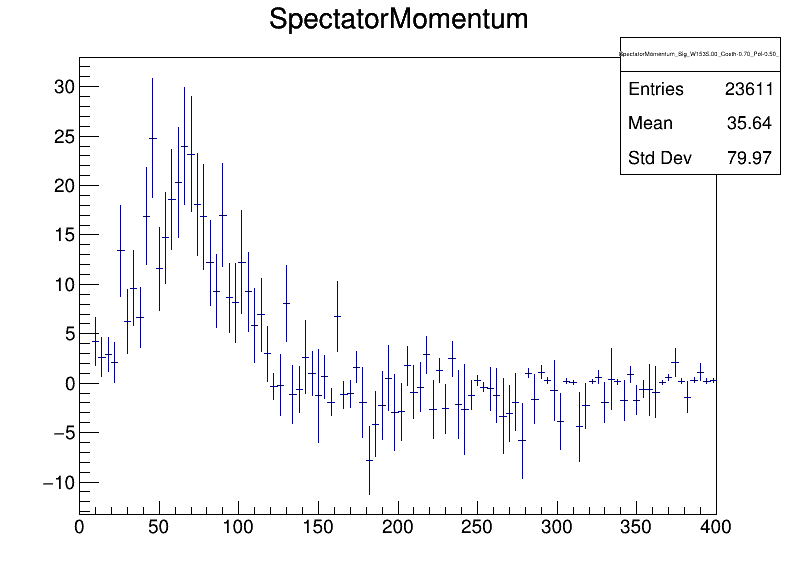 SpectatorMomentum
SpectatorMomentum_Sig_W1535.00_Costh-0.70_Pol-0.50_
Entries 23611
Mean 35.64
Std Dev 79.97
30
25
20
15
10
5
0
−5
−10
0 50 100 150 200 250 300 350 400